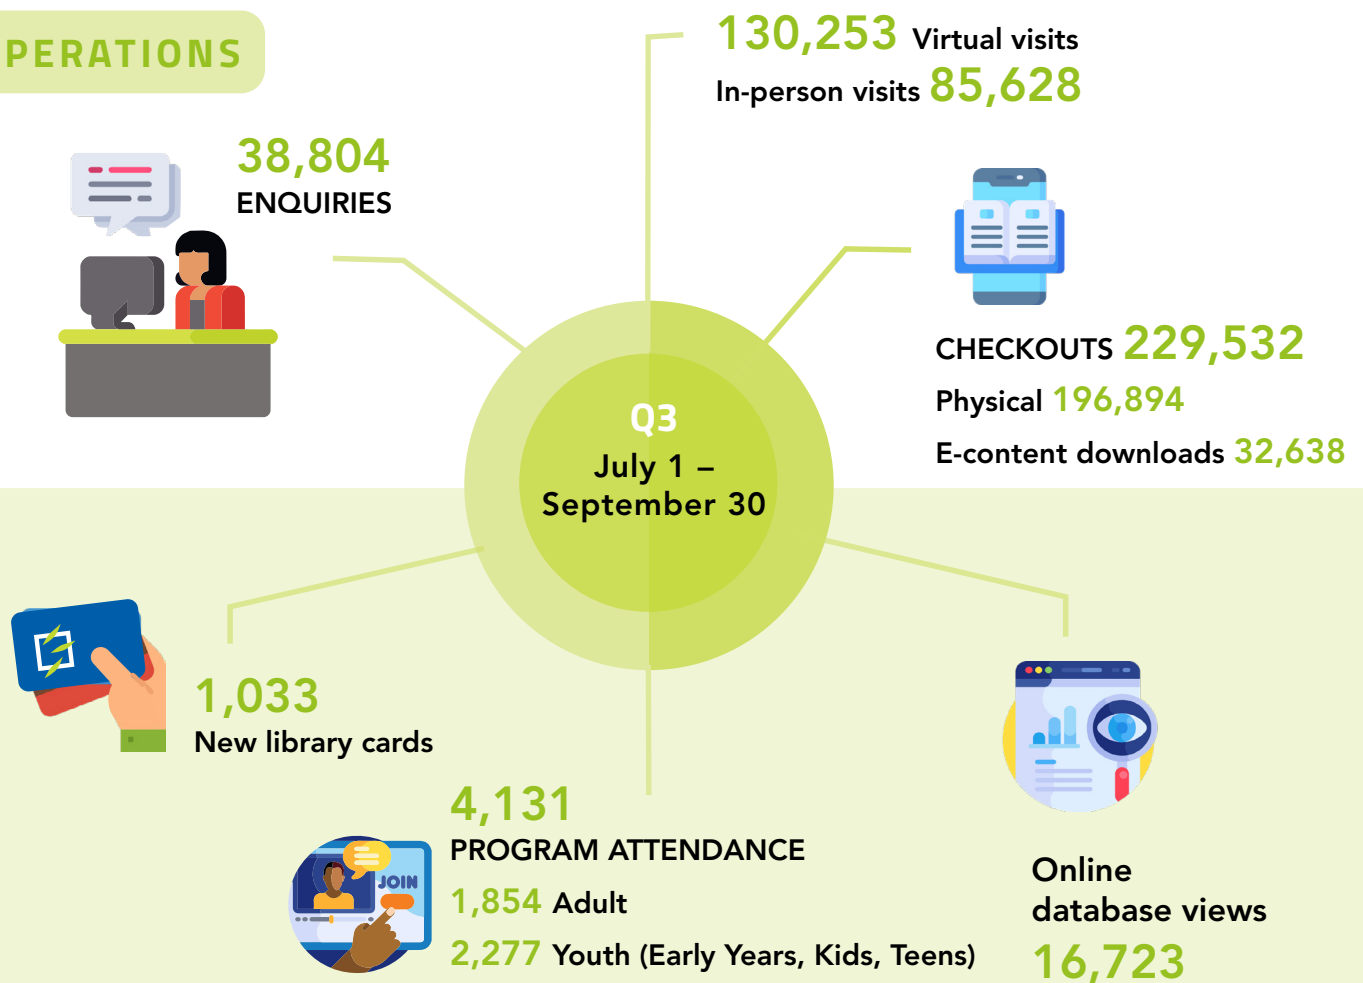 PERATIONS
130,253 Virtual visits
In-person visits 85,628
38,804
ENQUIRIES
CHECKOUTS 229,532
Physical 196,894
E-content downloads 32,638
Q3
July 1 –
September 30
1,033
New library cards
4,131
PROGRAM ATTENDANCE
1,854 Adult
2,277 Youth (Early Years, Kids, Teens)
JOIN
Online
database views
16,723